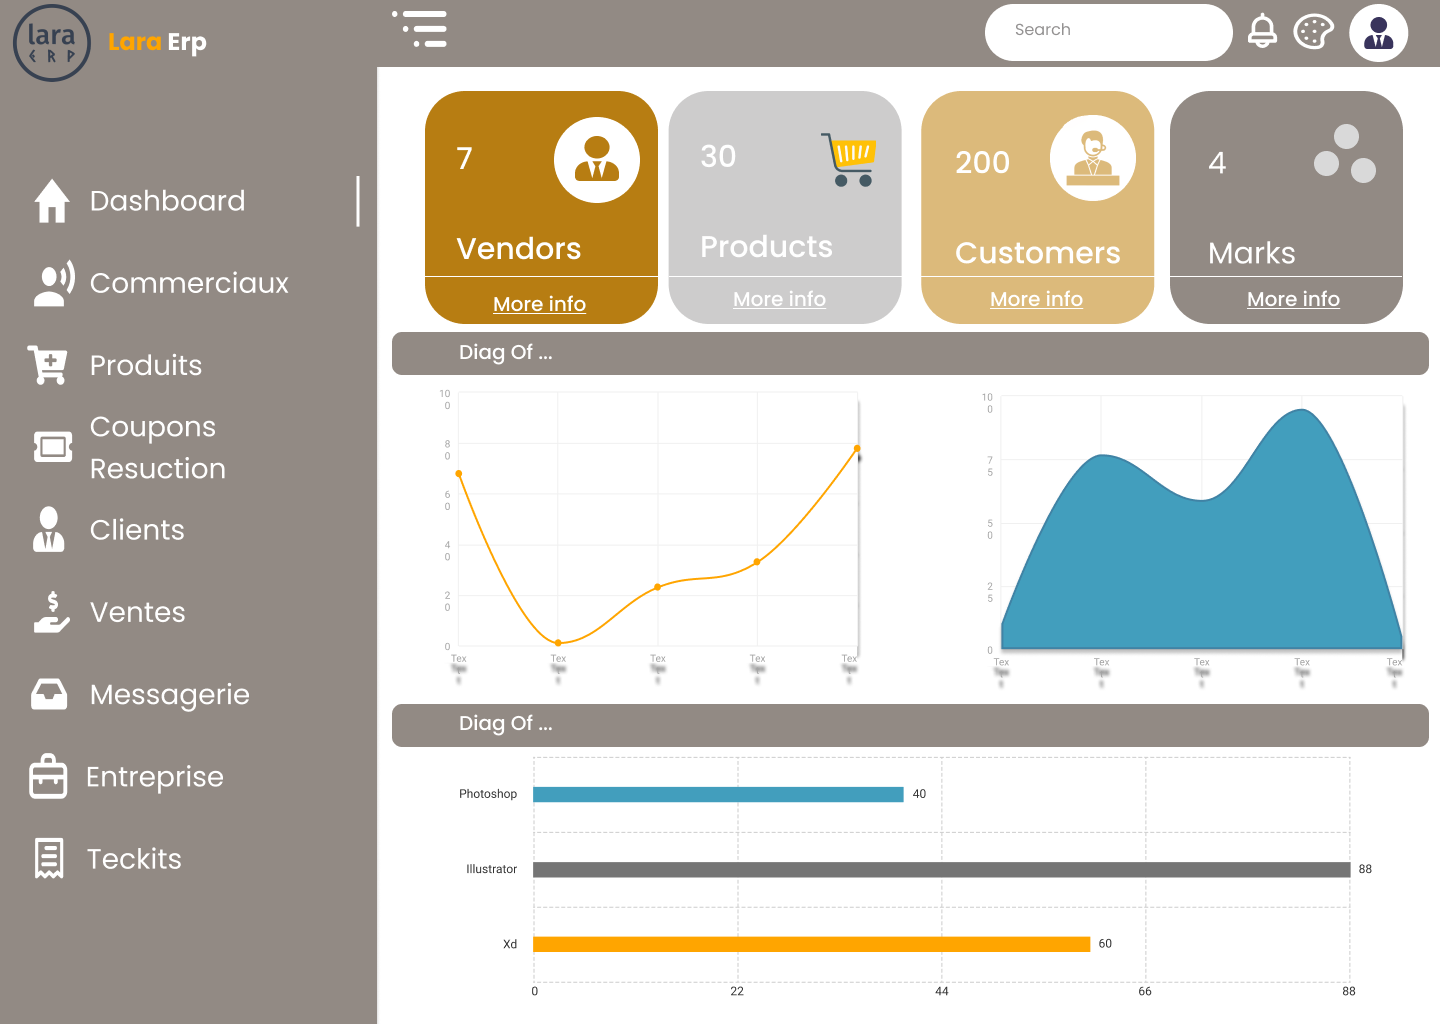 lara
ERP
Lara Erp
Search
Dashboard
Commerciaux
Produits
Coupons
Resuction
Clients
Ventes
Messagerie
Entreprise
Teckits
7
Vendors
More info
30
Products
More info
200
Customers
More info
4
Marks
More info
Diag Of ...
10
0
8
0
6
0
4
0
2
0
0
Tex
t
Tex
t
Tex
t
Tex
t
Tex
t
10
0
7
5
5
0
2
5
0
Tex
t
Tex
t
Tex
t
Tex
t
Tex
t
Diag Of ...
Photoshop
40
Illustrator
88
Xd
60
0
22
44
66
88